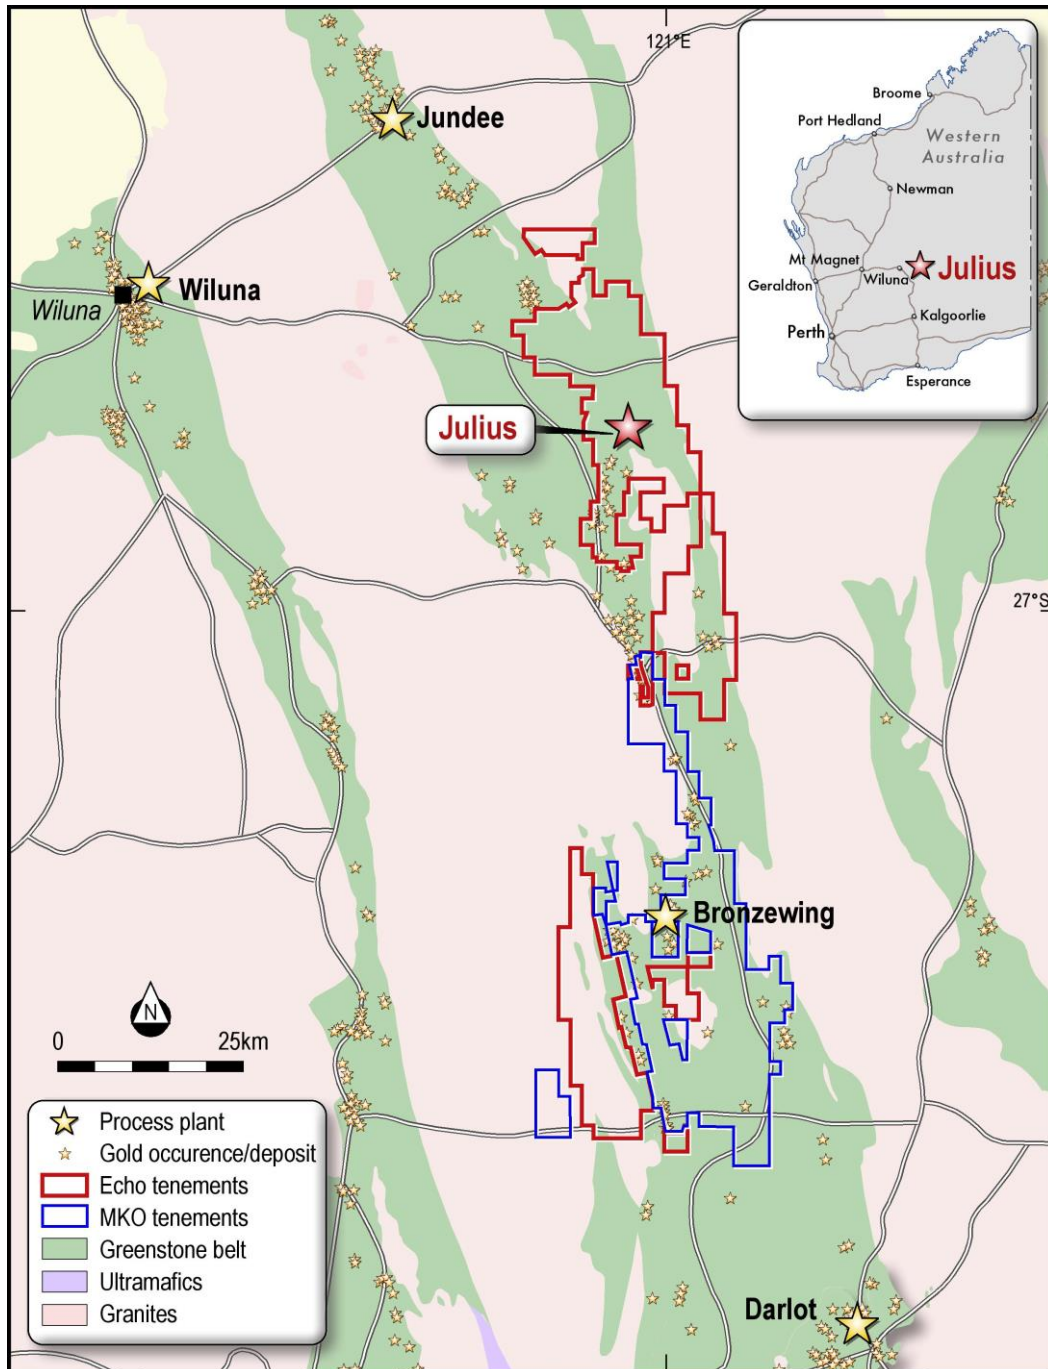 121°E
Jundee
Wiluna
Wiluna
Julius
27°S
Bronzewing
Darlot
N
0 25km
Process plant
Gold occurence/deposit
Echo tenements
MKO tenements
Greenstone belt
Ultramafics
Granites
Broome
Port Hedland
Western
Australia
Newman
Mt Magnet
Wiluna
Julius
Geraldton
Kalgoorlie
Perth
Esperance